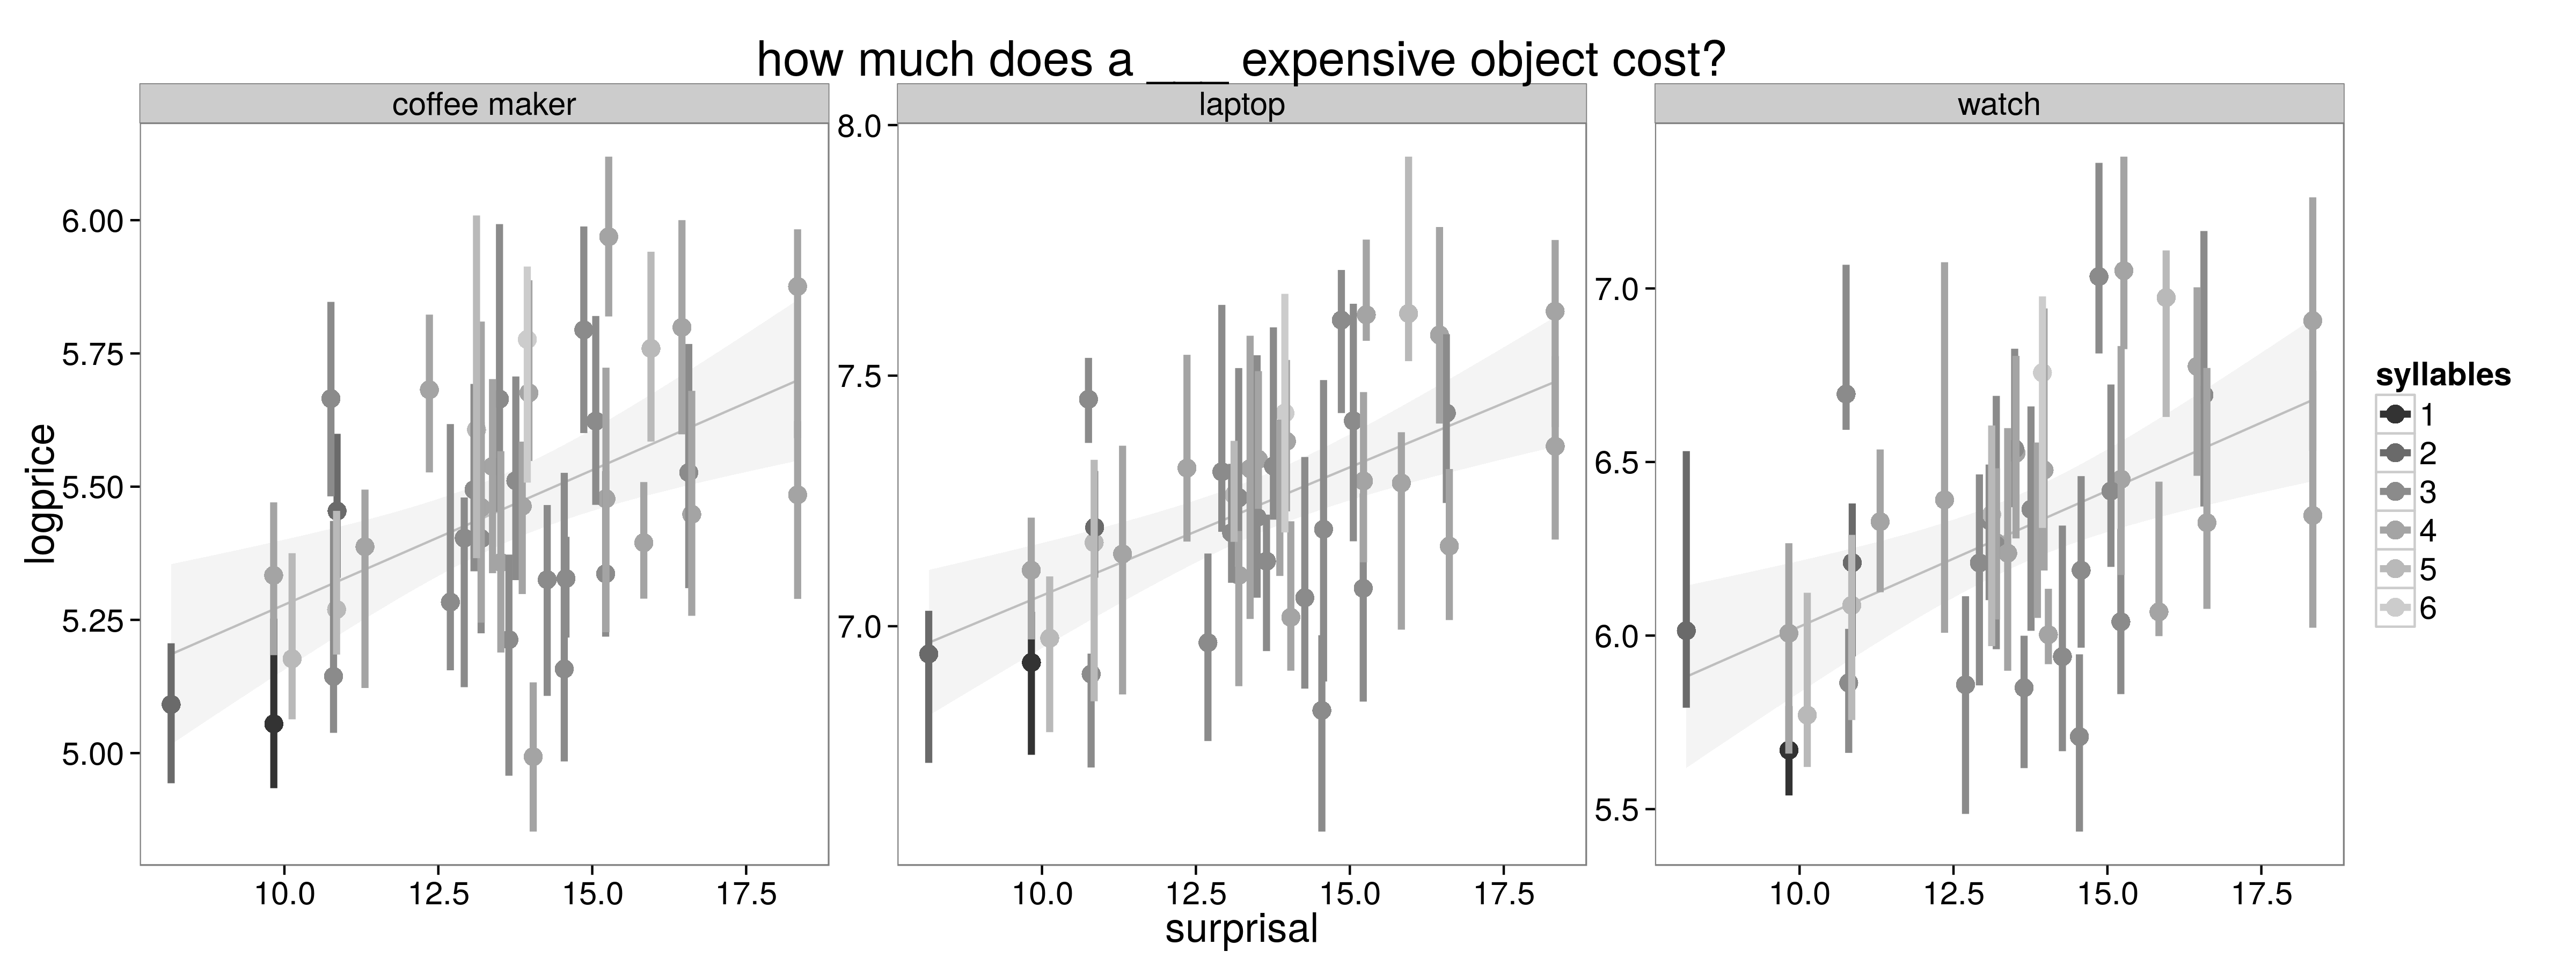 how much does a ___ expensive object cost?
coffee maker
laptop
watch
logprice
6.00
5.75
5.50
5.25
5.00
8.0
7.5
7.0
7.0
6.5
6.0
5.5
10.0 12.5 15.0 17.5
10.0 12.5 15.0 17.5
10.0 12.5 15.0 17.5
surprisal
syllables
1
2
3
4
5
6